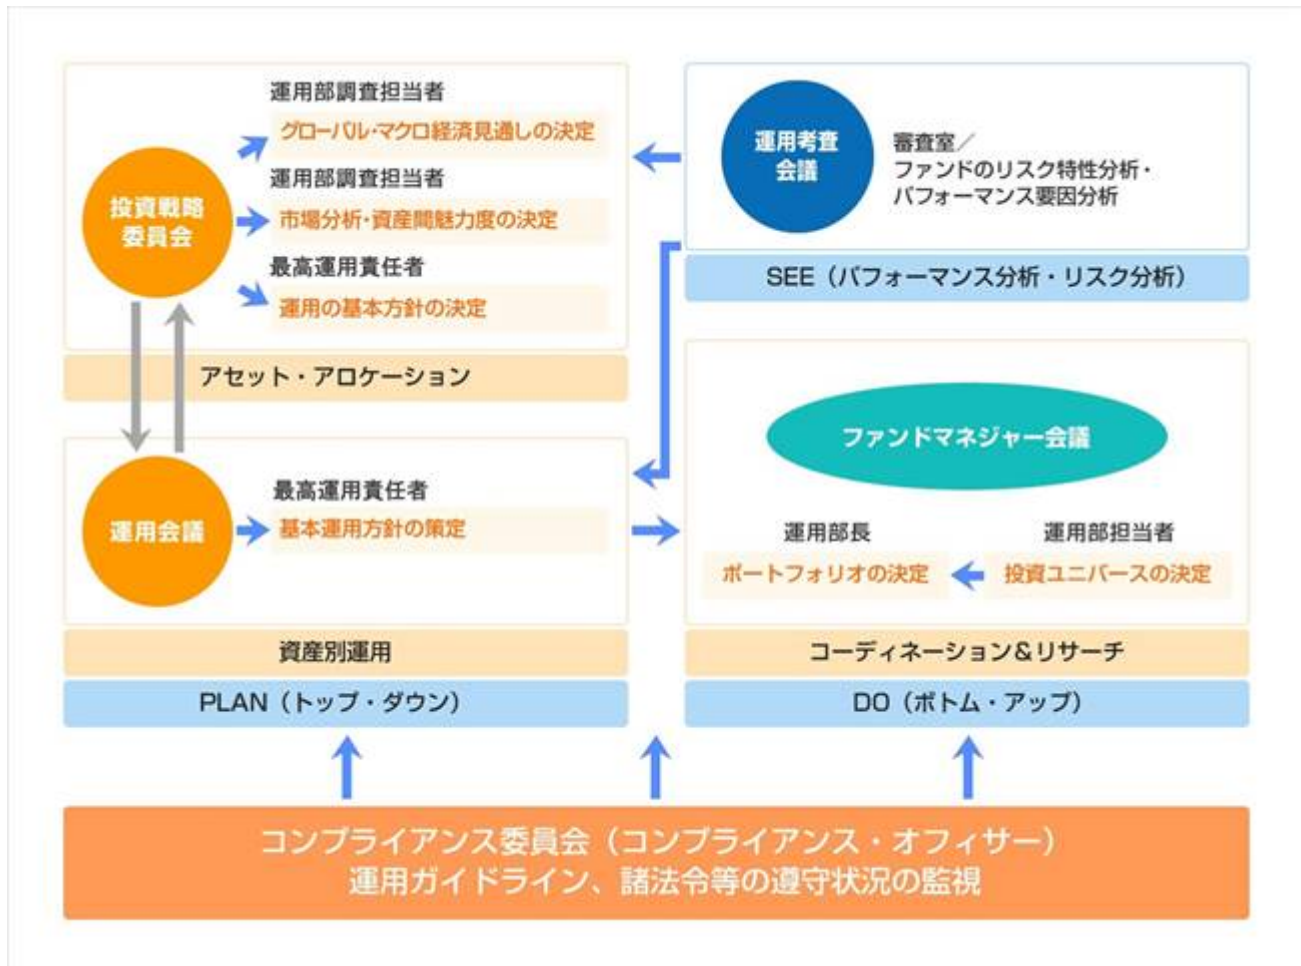 運用部調査担当者
グローバル・マクロ経済見通しの決定
運用部調査担当者
市場分析・資産間魅力度の決定
最高運用責任者
運用の基本方針の決定
投資戦略
委員会
アセット・アロケーション
運用考査
会議
審査室／
ファンドのリスク特性分析・
パフォーマンス要因分析
SEE（パフォーマンス分析・リスク分析）
運用会議
最高運用責任者
基本運用方針の策定
資産別運用
PLAN（トップ・ダウン）
ファンドマネジャー会議
運用部長
ポートフォリオの決定
運用部担当者
投資ユニバースの決定
コーディネーション＆リサーチ
DO（ボトム・アップ）
コンプライアンス委員会（コンプライアンス・オフィサー）
運用ガイドライン、諸法令等の遵守状況の監視